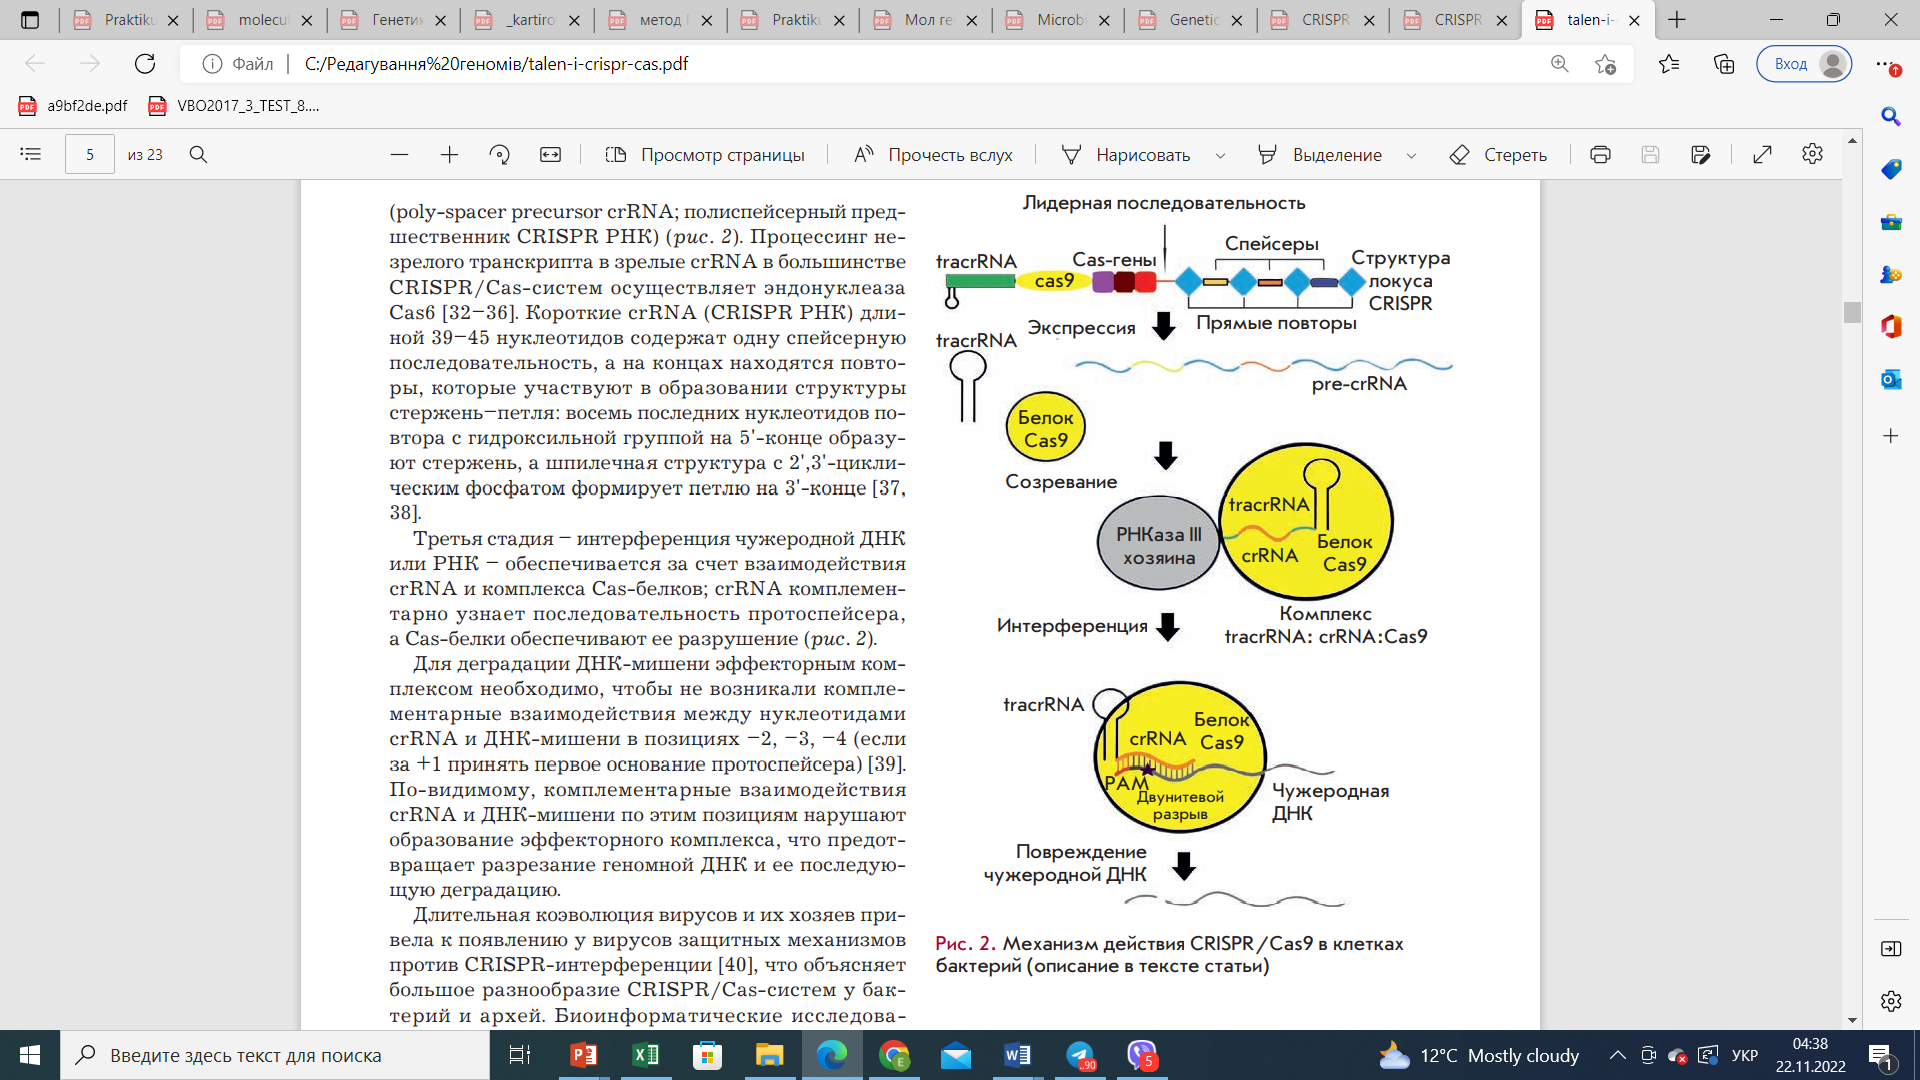 Praktiku
molecul
Генетик
_kartiro
метод П
Praktiku
Мол ге
Microbi
Genetic
CRISPR
CRISPR
talen-i-
Файл
C:/Редагування%20геномів/talen-i-crispr-cas.pdf
Вход
a9bf2de.pdf
VBO2017_3_TEST_8....
5
из 23
Просмотр страницы
Прочесть вслух
Нарисовать
Выделение
Стереть
(poly-spacer precursor crRNA; полиспейсерный пред-
шественник CRISPR РНК) (рис. 2). Процессинг не-
зрелого транскрипта в зрелые crRNA в большинстве
CRISPR/Cas-систем осуществляет эндонуклеаза
Cas6 [32–36]. Короткие crRNA (CRISPR РНК) дли-
ной 39–45 нуклеотидов содержат одну спейсерную
последовательность, а на концах находятся повто-
ры, которые участвуют в образовании структуры
стержень–петля: восемь последних нуклеотидов по-
втора с гидроксильной группой на 5'-конце образу-
ют стержень, а шпилечная структура с 2',3'-цикли-
ческим фосфатом формирует петлю на 3'-конце [37,
38].
Третья стадия – интерференция чужеродной ДНК
или РНК – обеспечивается за счет взаимодействия
crRNA и комплекса Cas-белков; crRNA комплемен-
тарно узнает последовательность протоспейсера,
а Cas-белки обеспечивают ее разрушение (рис. 2).
Для деградации ДНК-мишени эффекторным ком-
плексом необходимо, чтобы не возникали компле-
ментарные взаимодействия между нуклеотидами
crRNA и ДНК-мишени в позициях –2, –3, –4 (если
за +1 принять первое основание протоспейсера) [39].
По-видимому, комплементарные взаимодействия
crRNA и ДНК-мишени по этим позициям нарушают
образование эффекторного комплекса, что предот-
вращает разрезание геномной ДНК и ее последую-
щую деградацию.
Длительная коэволюция вирусов и их хозяев при-
вела к появлению у вирусов защитных механизмов
против CRISPR-интерференции [40], что объясняет
большое разнообразие CRISPR/Cas-систем у бак-
терий и архей. Биоинформатические исследова-
Лидерная последовательность
Спейсеры
tracrRNA
Cas-гены
Структура
локуса
CRISPR
cas9
Экспрессия
Прямые повторы
tracrRNA
pre-crRNA
Белок
Cas9
Созревание
РНКаза III
хозяина
tracrRNA
crRNA
Белок
Cas9
Комплекс
tracrRNA: crRNA:Cas9
Интерференция
tracrRNA
crRNA
Белок
Cas9
PAM
Двунитевой
разрыв
Чужеродная
ДНК
Повреждение
чужеродной ДНК
Рис. 2. Механизм действия CRISPR/Cas9 в клетках
бактерий (описание в тексте статьи)
Введите здесь текст для поиска
..90
5
12°C Mostly cloudy
УКР
04:38
22.11.2022
1